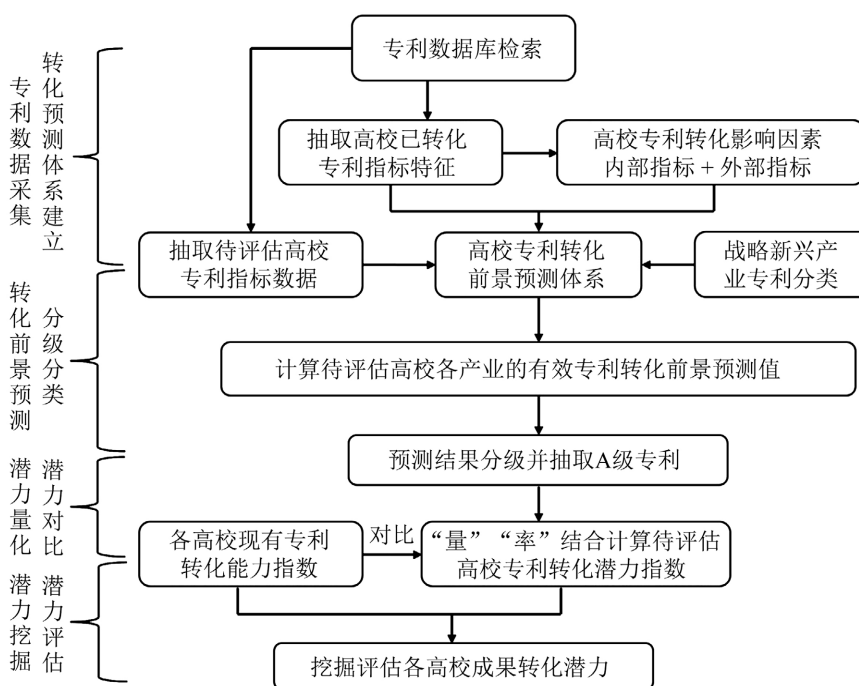 专利数据库检索
专利数据采集
转化预测体系建立
抽取高校已转化
专利指标特征
高校专利转化影响因素
内部指标 + 外部指标
抽取待评估高校
专利指标数据
高校专利转化
前景预测体系
战略新兴产
业专利分类
转化前景预测
分级分类
计算待评估高校各产业的有效专利转化前景预测值
预测结果分级并抽取A级专利
潜力量化
潜力对比
各高校现有专利
转化能力指数
对比
“量”“率”结合计算待评估
高校专利转化潜力指数
潜力挖掘
潜力评估
挖掘评估各高校成果转化潜力